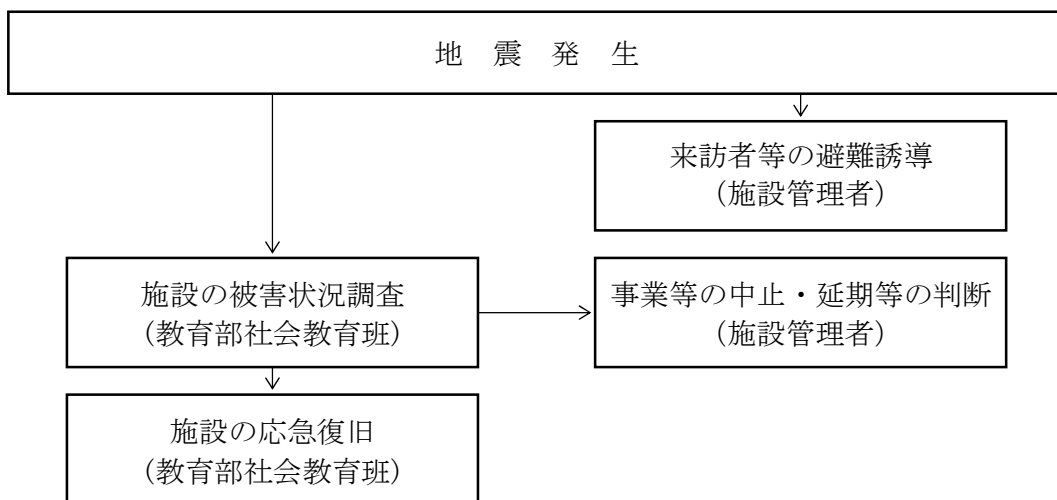 地　震　発　生
来訪者等の避難誘導
（施設管理者）
施設の被害状況調査
（教育部社会教育班）
事業等の中止・延期等の判断
（施設管理者）
施設の応急復旧
（教育部社会教育班）